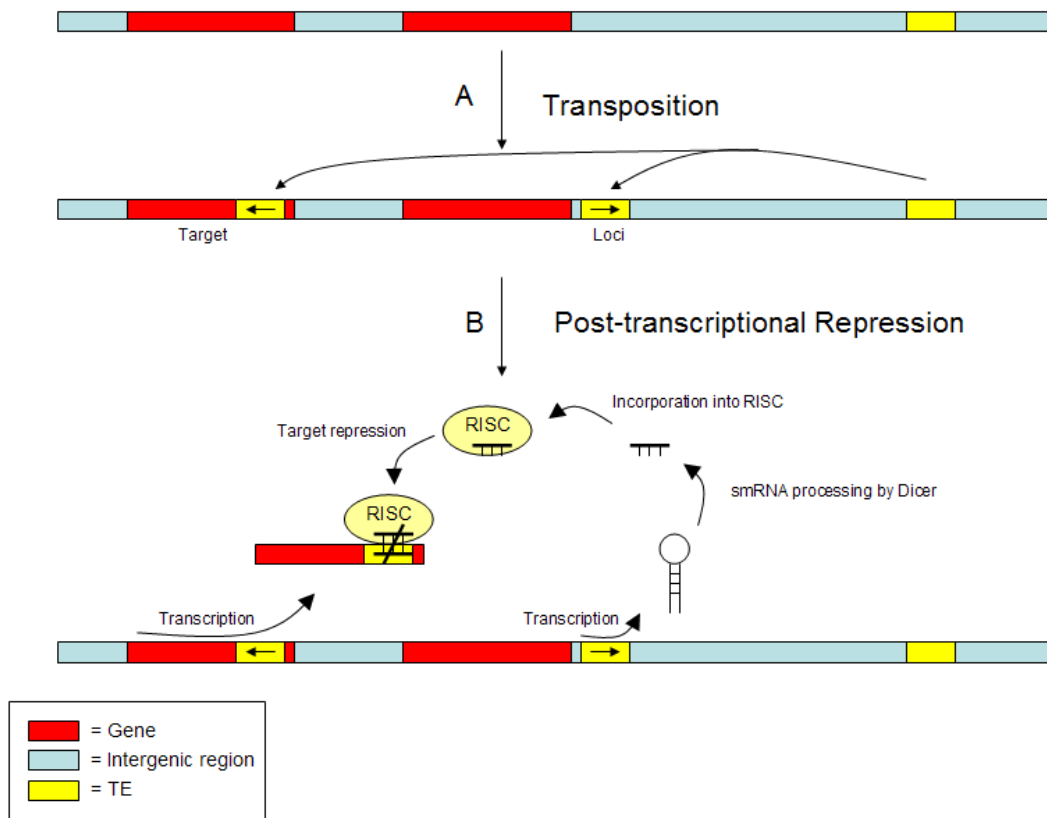 A Transposition
Target
Loci
B Post-transcriptional Repression
Incorporation into RISC
RISC
Target repression
smRNA processing by Dicer
RISC
Transcription
Transcription
= Gene
= Intergenic region
= TE